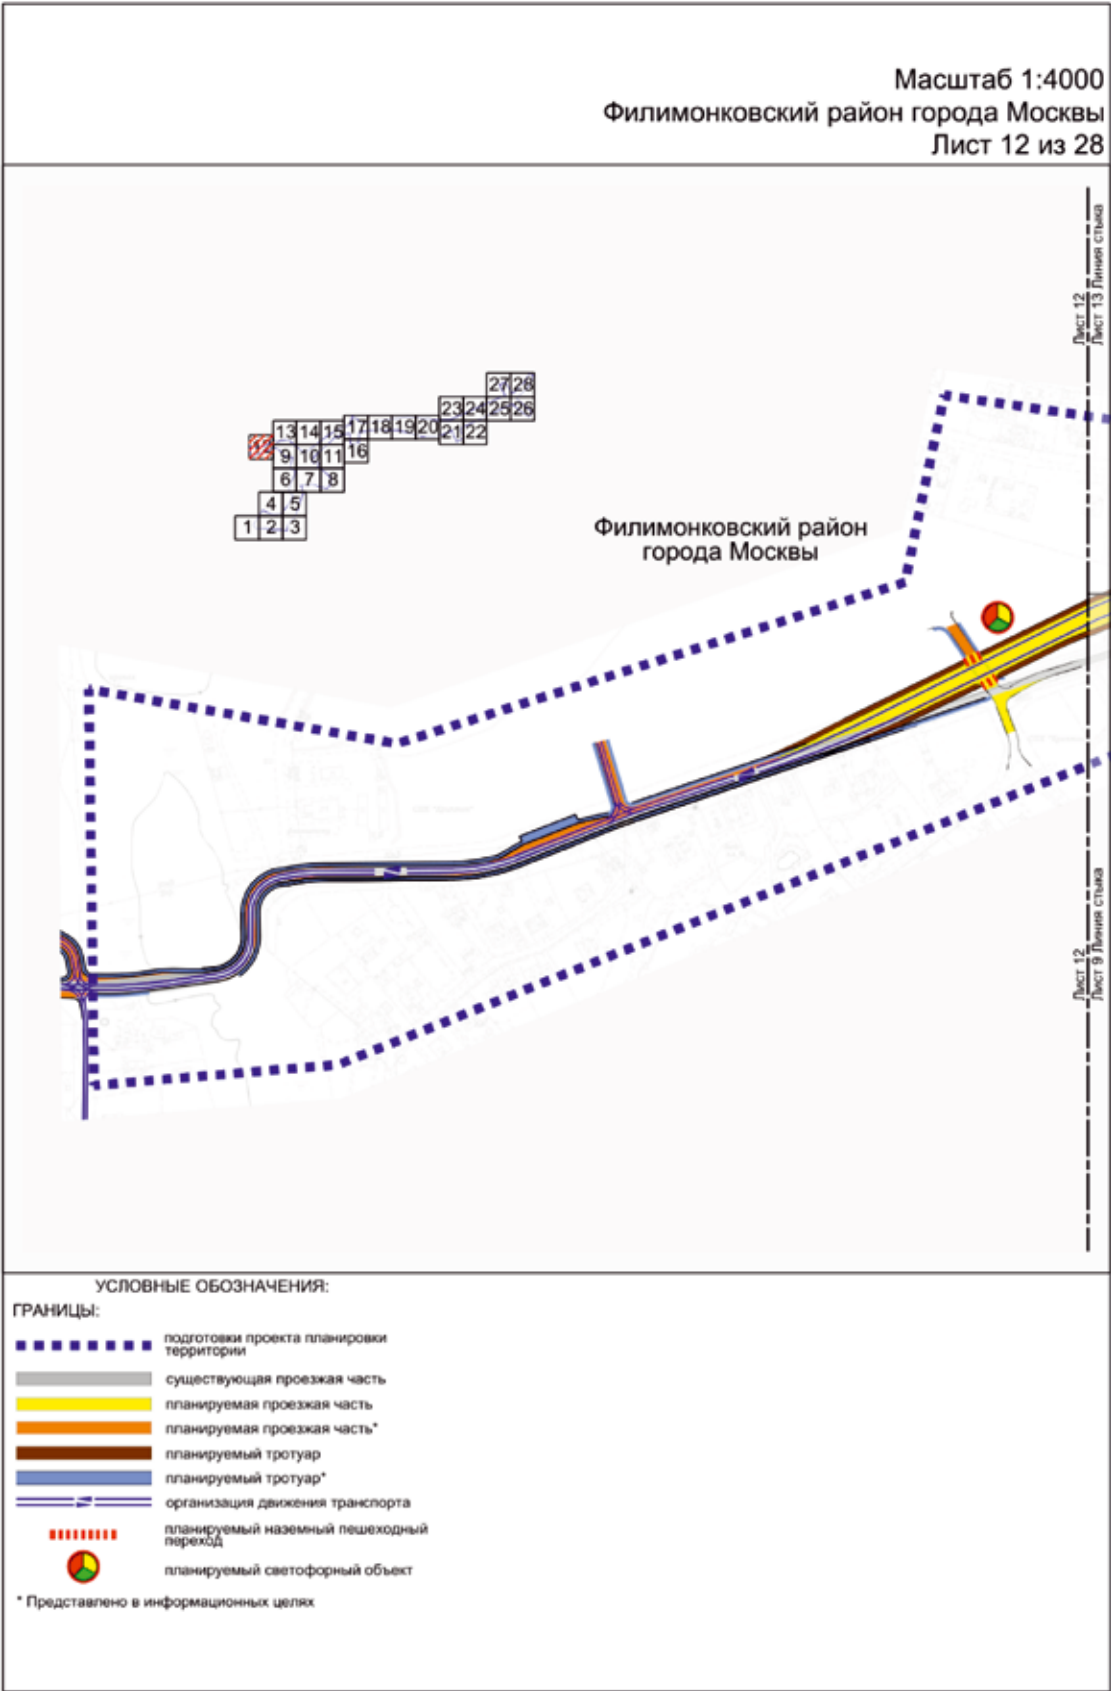 Масштаб 1:4000
Филимонковский район города Москвы
Лист 12 из 28
Лист 12
Лист 13 Линия стыка
27 28
23 24 25 26
13 14 15 17 18 19 20 21 22
12 9 10 11 16
6 7 8
4 5
1 2 3
Филимонковский район
города Москвы
Лист 12
Лист 9 Линия стыка
УСЛОВНЫЕ ОБОЗНАЧЕНИЯ:
ГРАНИЦЫ:
подготовки проекта планировки
территории
существующая проезжая часть
планируемая проезжая часть
планируемая проезжая часть*
планируемый тротуар
планируемый тротуар*
организация движения транспорта
планируемый наземный пешеходный
переход
планируемый светофорный объект
* Представлено в информационных целях